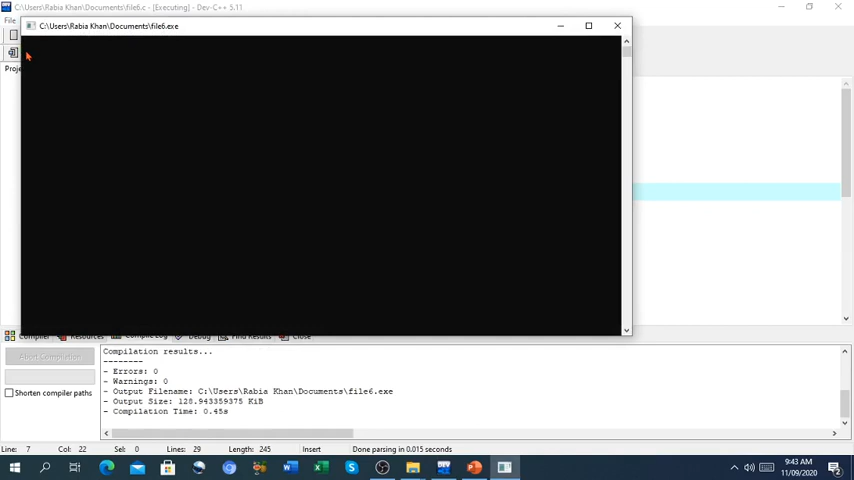 C:\Users\Rabia Khan\Documents\file6.c - [Executing] - Dev-C++ 5.11
File
C:\Users\Rabia Khan\Documents\file6.exe
Proje
Compiler Resources Compile Log Debug Find Results Close
Abort Compilation
Shorten compiler paths
Compilation results...
--------
- Errors: 0
- Warnings: 0
- Output Filename: C:\Users\Rabia Khan\Documents\file6.exe
- Output Size: 128.943359375 KiB
- Compilation Time: 0.45s
Line: 7 Col: 22 Sel: 0 Lines: 29 Length: 245 Insert Done parsing in 0.015 seconds
9:43 AM
11/09/2020